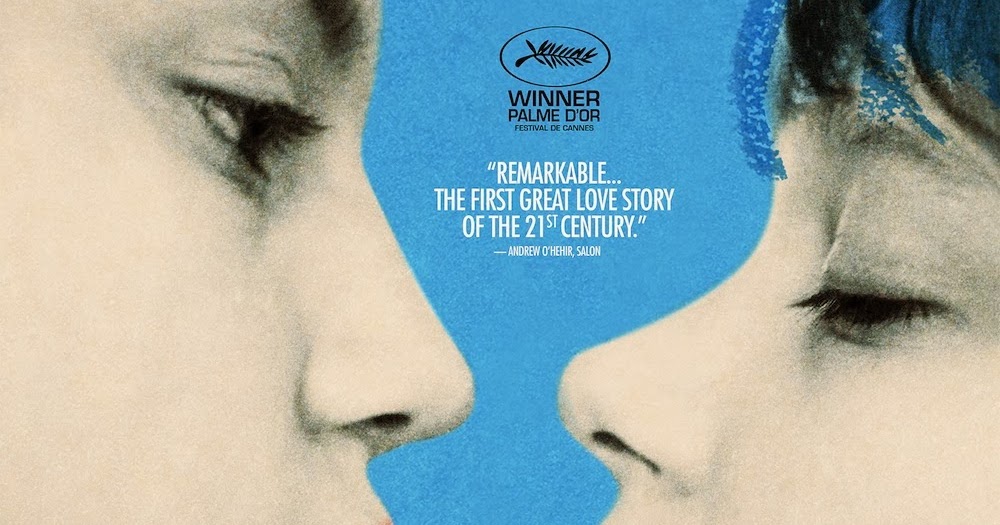 WINNER
PALME D'OR
FESTIVAL DE CANNES
“REMARKABLE...
THE FIRST GREAT LOVE STORY
OF THE 21ST CENTURY.”
— ANDREW O'HEHIR, SALON